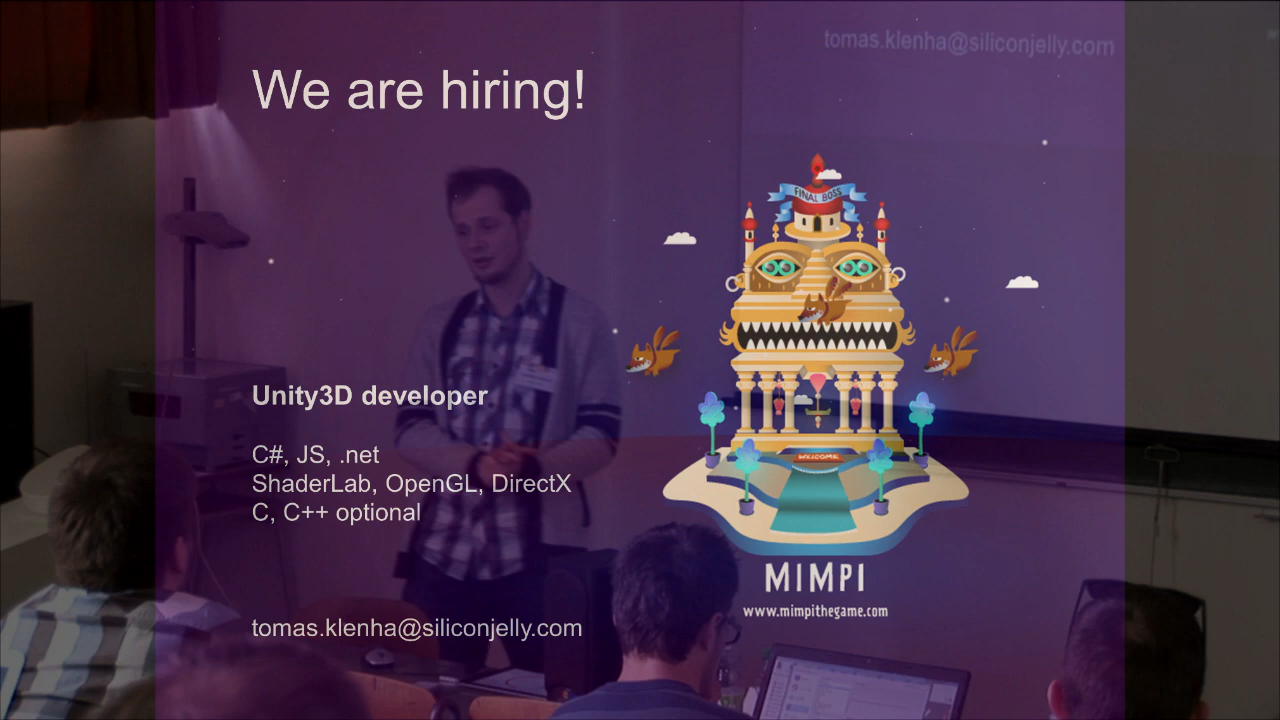 tomas.klenha@siliconjelly.com
We are hiring!
FINAL BOSS
Unity3D developer
C#, JS, .net
ShaderLab, OpenGL, DirectX
C, C++ optional
WELCOME
MIMPI
www.mimpithegame.com
tomas.klenha@siliconjelly.com